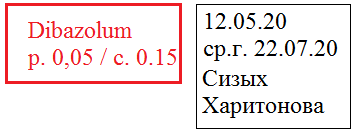 Dibazolum
р. 0,05 / с. 0.15
12.05.20
ср.г. 22.07.20
Сизых
Харитонова